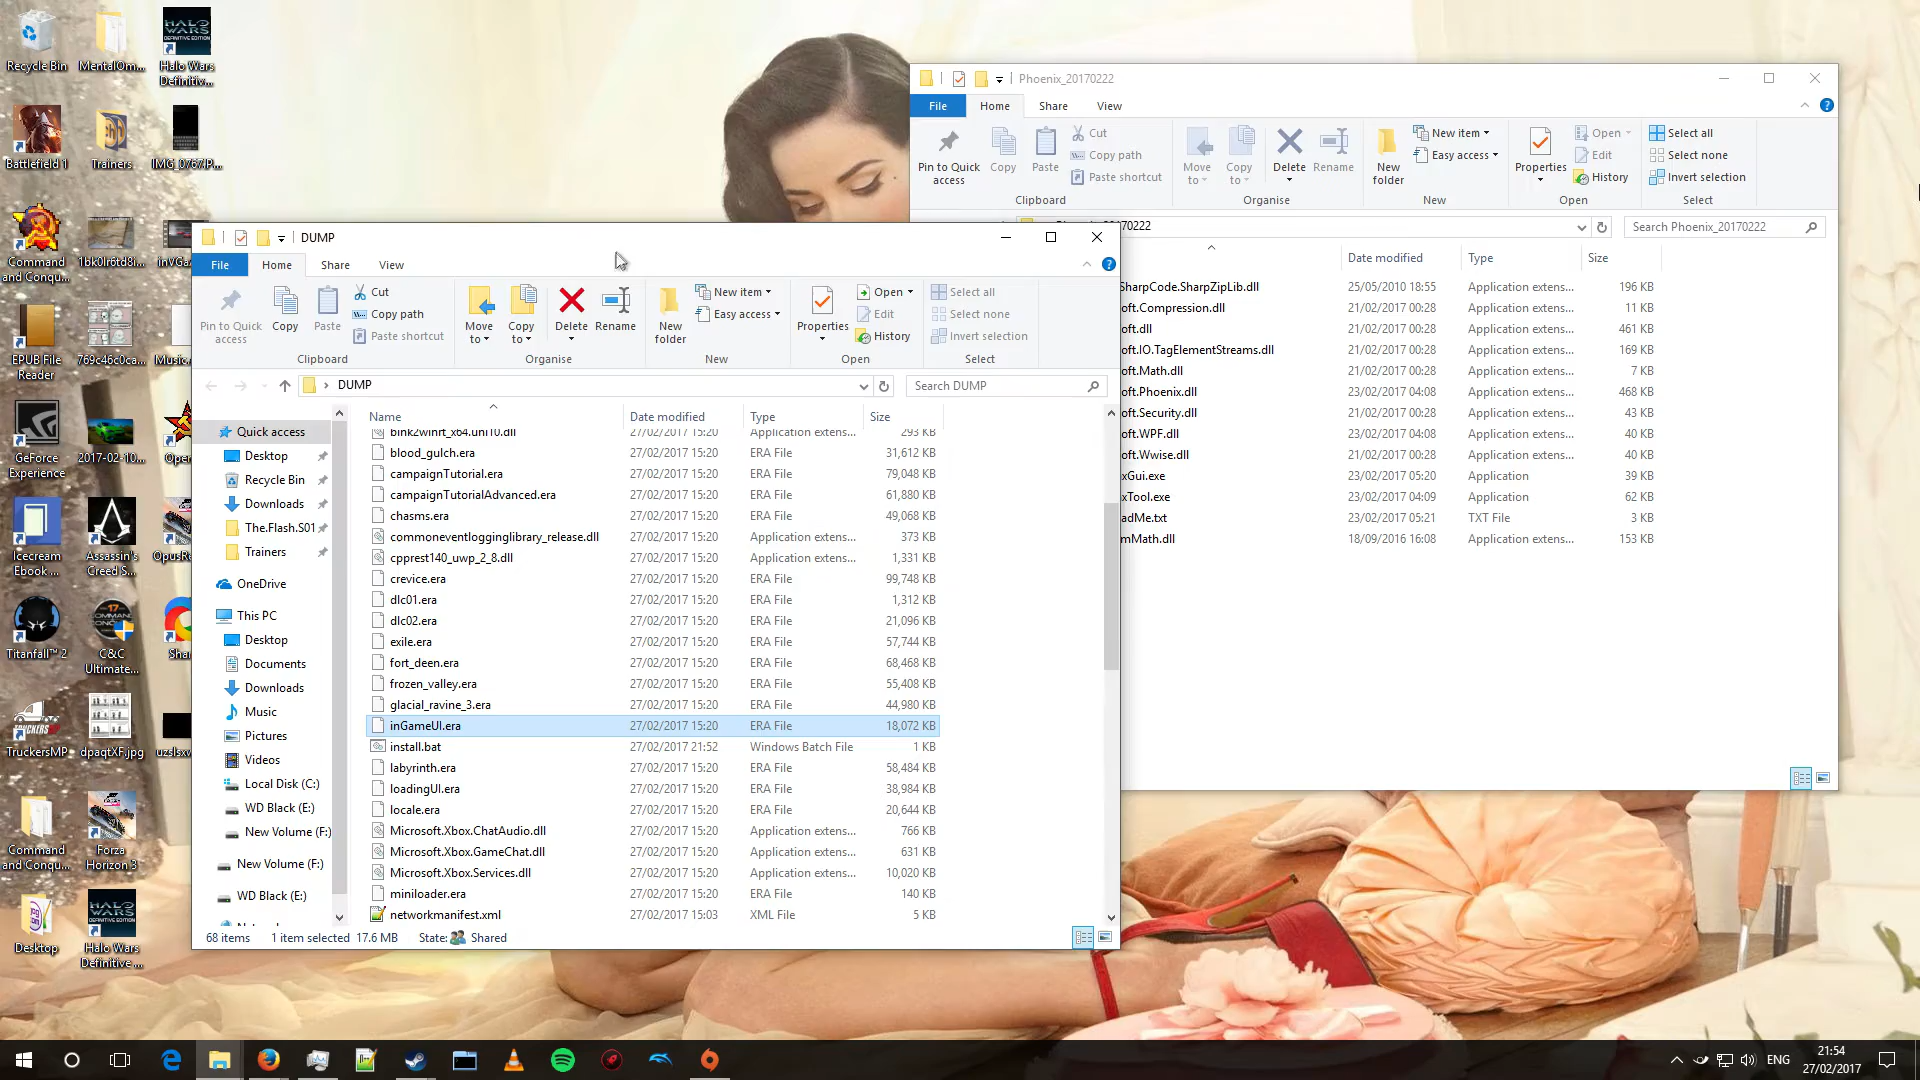 Recycle Bin
MentalOm...
Halo Wars
Definitiv...
Battlefield 1
Trainers
IMG_0767.P...
Command
and Conqu...
1bk0lr6td8i...
EPUB File
Reader
769c46c0ca...
GeForce
Experience
2017-02-10...
Icecream
Ebook ...
Assassin's
Creed S...
Titanfall™ 2
C&C
Ultimate...
TruckersMP
dpaqtXF.jpg
Command
and Conqu...
Forza
Horizon 3
Desktop
Halo Wars
Definitive ...
Phoenix_20170222
File
Home
Share
View
Pin to Quick
access
Copy
Paste
Cut
Copy path
Paste shortcut
Clipboard
Move
to
Copy
to
Delete
Rename
Organise
New
folder
New item
Easy access
New
Properties
Open
Edit
History
Open
Select all
Select none
Invert selection
Select
Search Phoenix_20170222
Date modified Type Size
SharpCode.SharpZipLib.dll 25/05/2010 18:55 Application extens... 196 KB
oft.Compression.dll 21/02/2017 00:28 Application extens... 11 KB
oft.dll 21/02/2017 00:28 Application extens... 461 KB
oft.IO.TagElementStreams.dll 21/02/2017 00:28 Application extens... 169 KB
oft.Math.dll 21/02/2017 00:28 Application extens... 7 KB
oft.Phoenix.dll 23/02/2017 04:08 Application extens... 468 KB
oft.Security.dll 21/02/2017 00:28 Application extens... 43 KB
oft.WPF.dll 23/02/2017 04:08 Application extens... 40 KB
oft.Wwise.dll 21/02/2017 00:28 Application extens... 40 KB
xGui.exe 23/02/2017 05:20 Application 39 KB
xTool.exe 23/02/2017 04:09 Application 62 KB
adMe.txt 23/02/2017 05:21 TXT File 3 KB
mMath.dll 18/09/2016 16:08 Application extens... 153 KB
DUMP
File
Home
Share
View
Pin to Quick
access
Copy
Paste
Cut
Copy path
Paste shortcut
Clipboard
Move
to
Copy
to
Delete
Rename
Organise
New
folder
New item
Easy access
New
Properties
Open
Edit
History
Open
Select all
Select none
Invert selection
Select
DUMP
Search DUMP
Quick access
Desktop
Recycle Bin
Downloads
The.Flash.S01
Trainers
OneDrive
This PC
Desktop
Documents
Downloads
Music
Pictures
Videos
Local Disk (C:)
WD Black (E:)
New Volume (F:)
New Volume (F:)
WD Black (E:)
Name Date modified Type Size
bink2winrt_x64.uni10.dll 27/02/2017 15:20 Application extens... 293 KB
blood_gulch.era 27/02/2017 15:20 ERA File 31,612 KB
campaignTutorial.era 27/02/2017 15:20 ERA File 79,048 KB
campaignTutorialAdvanced.era 27/02/2017 15:20 ERA File 61,880 KB
chasms.era 27/02/2017 15:20 ERA File 49,068 KB
commoneventlogginglibrary_release.dll 27/02/2017 15:20 Application extens... 373 KB
cpprest140_uwp_2_8.dll 27/02/2017 15:20 Application extens... 1,331 KB
crevice.era 27/02/2017 15:20 ERA File 99,748 KB
dlc01.era 27/02/2017 15:20 ERA File 1,312 KB
dlc02.era 27/02/2017 15:20 ERA File 21,096 KB
exile.era 27/02/2017 15:20 ERA File 57,744 KB
fort_deen.era 27/02/2017 15:20 ERA File 68,468 KB
frozen_valley.era 27/02/2017 15:20 ERA File 55,408 KB
glacial_ravine_3.era 27/02/2017 15:20 ERA File 44,980 KB
inGameUI.era 27/02/2017 15:20 ERA File 18,072 KB
install.bat 27/02/2017 21:52 Windows Batch File 1 KB
labyrinth.era 27/02/2017 15:20 ERA File 58,484 KB
loadingUI.era 27/02/2017 15:20 ERA File 38,984 KB
locale.era 27/02/2017 15:20 ERA File 20,644 KB
Microsoft.Xbox.ChatAudio.dll 27/02/2017 15:20 Application extens... 766 KB
Microsoft.Xbox.GameChat.dll 27/02/2017 15:20 Application extens... 631 KB
Microsoft.Xbox.Services.dll 27/02/2017 15:20 Application extens... 10,020 KB
miniloader.era 27/02/2017 15:20 ERA File 140 KB
networkmanifest.xml 27/02/2017 15:03 XML File 5 KB
68 items 1 item selected 17.6 MB State: Shared
ENG
21:54
27/02/2017